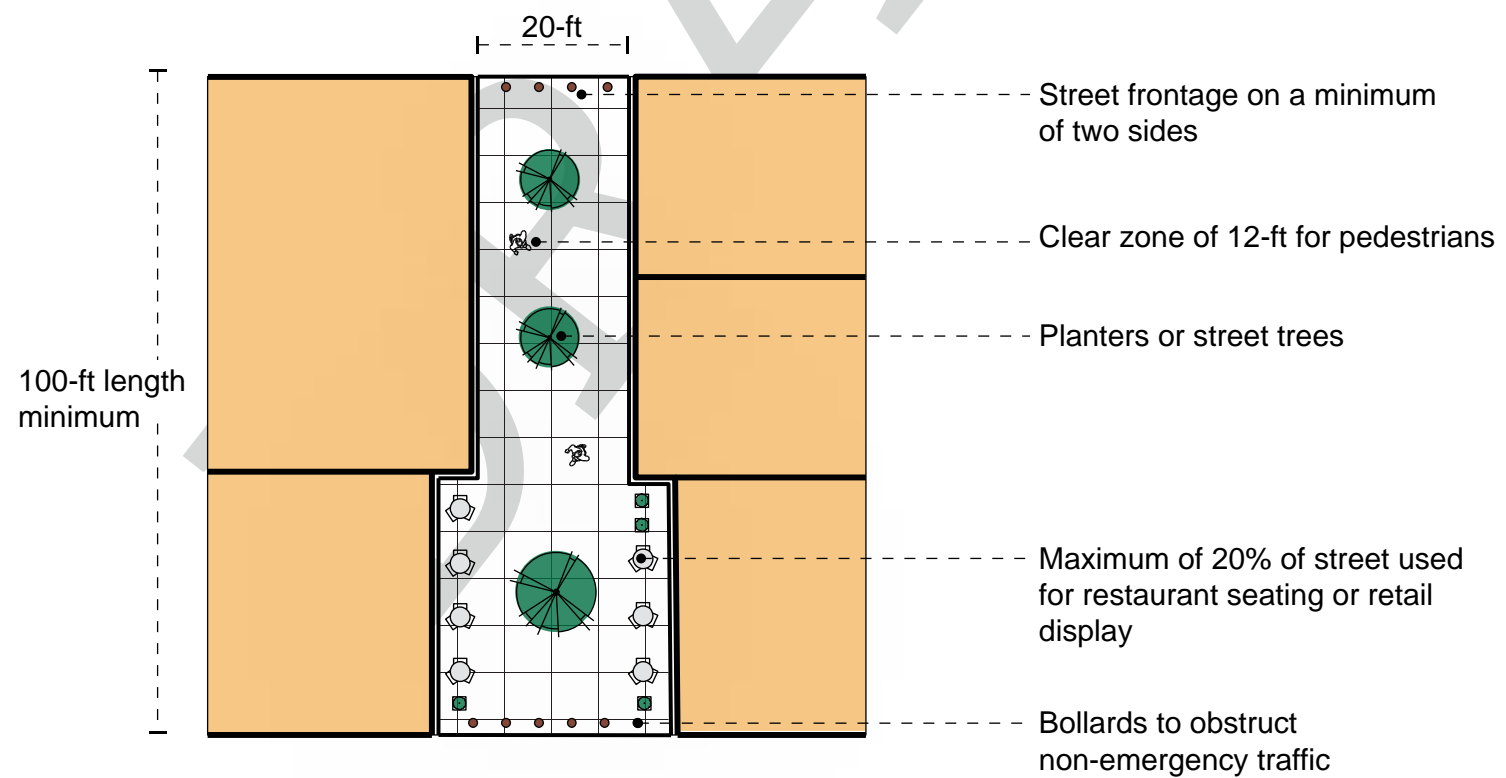 20-ft
Street frontage on a minimum
of two sides
Clear zone of 12-ft for pedestrians
Planters or street trees
100-ft length
minimum
Maximum of 20% of street used
for restaurant seating or retail
display
Bollards to obstruct
non-emergency traffic